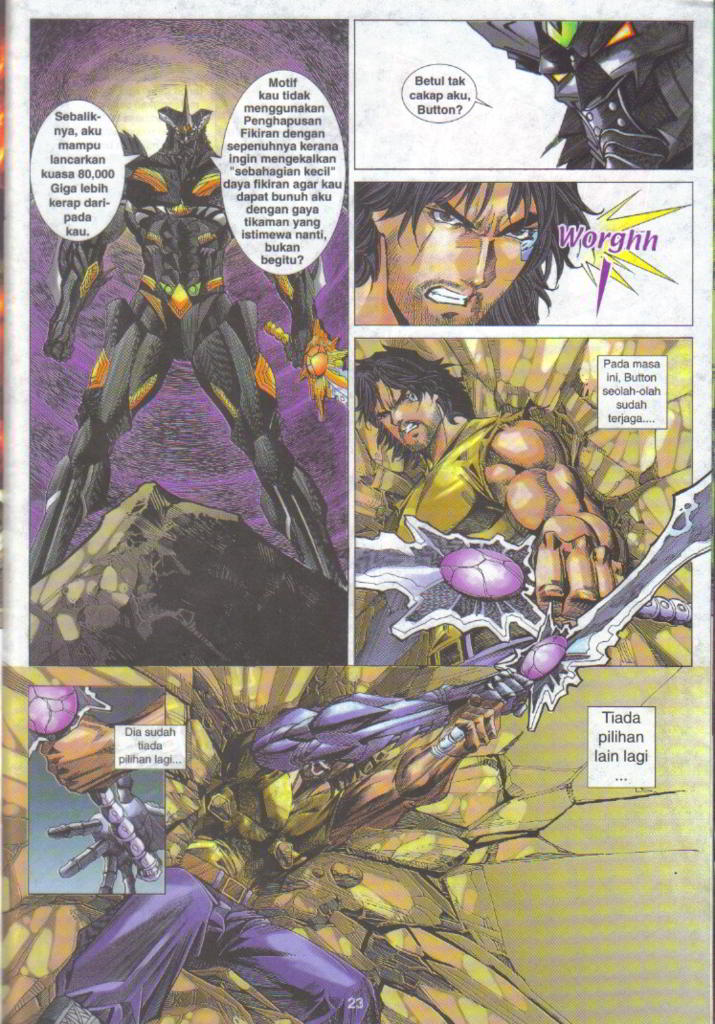 Sebalik-
nya, aku
mampu
lancarkan
kuasa 80,000
Giga lebih
kerap dari-
pada
kau.
Motif
kau tidak
menggunakan
Penghapusan
Fikiran dengan
sepenuhnya kerana
ingin mengekalkan
"sebahagian kecil"
daya fikiran agar kau
dapat bunuh aku
dengan gaya
tikaman yang
istimewa nanti,
bukan
begitu?
Betul tak
cakap aku,
Button?
Worghh
!
Pada masa
ini, Button
seolah-olah
sudah
terjaga....
Dia sudah
tiada
pilihan lagi...
Tiada
pilihan
lain lagi
...
23